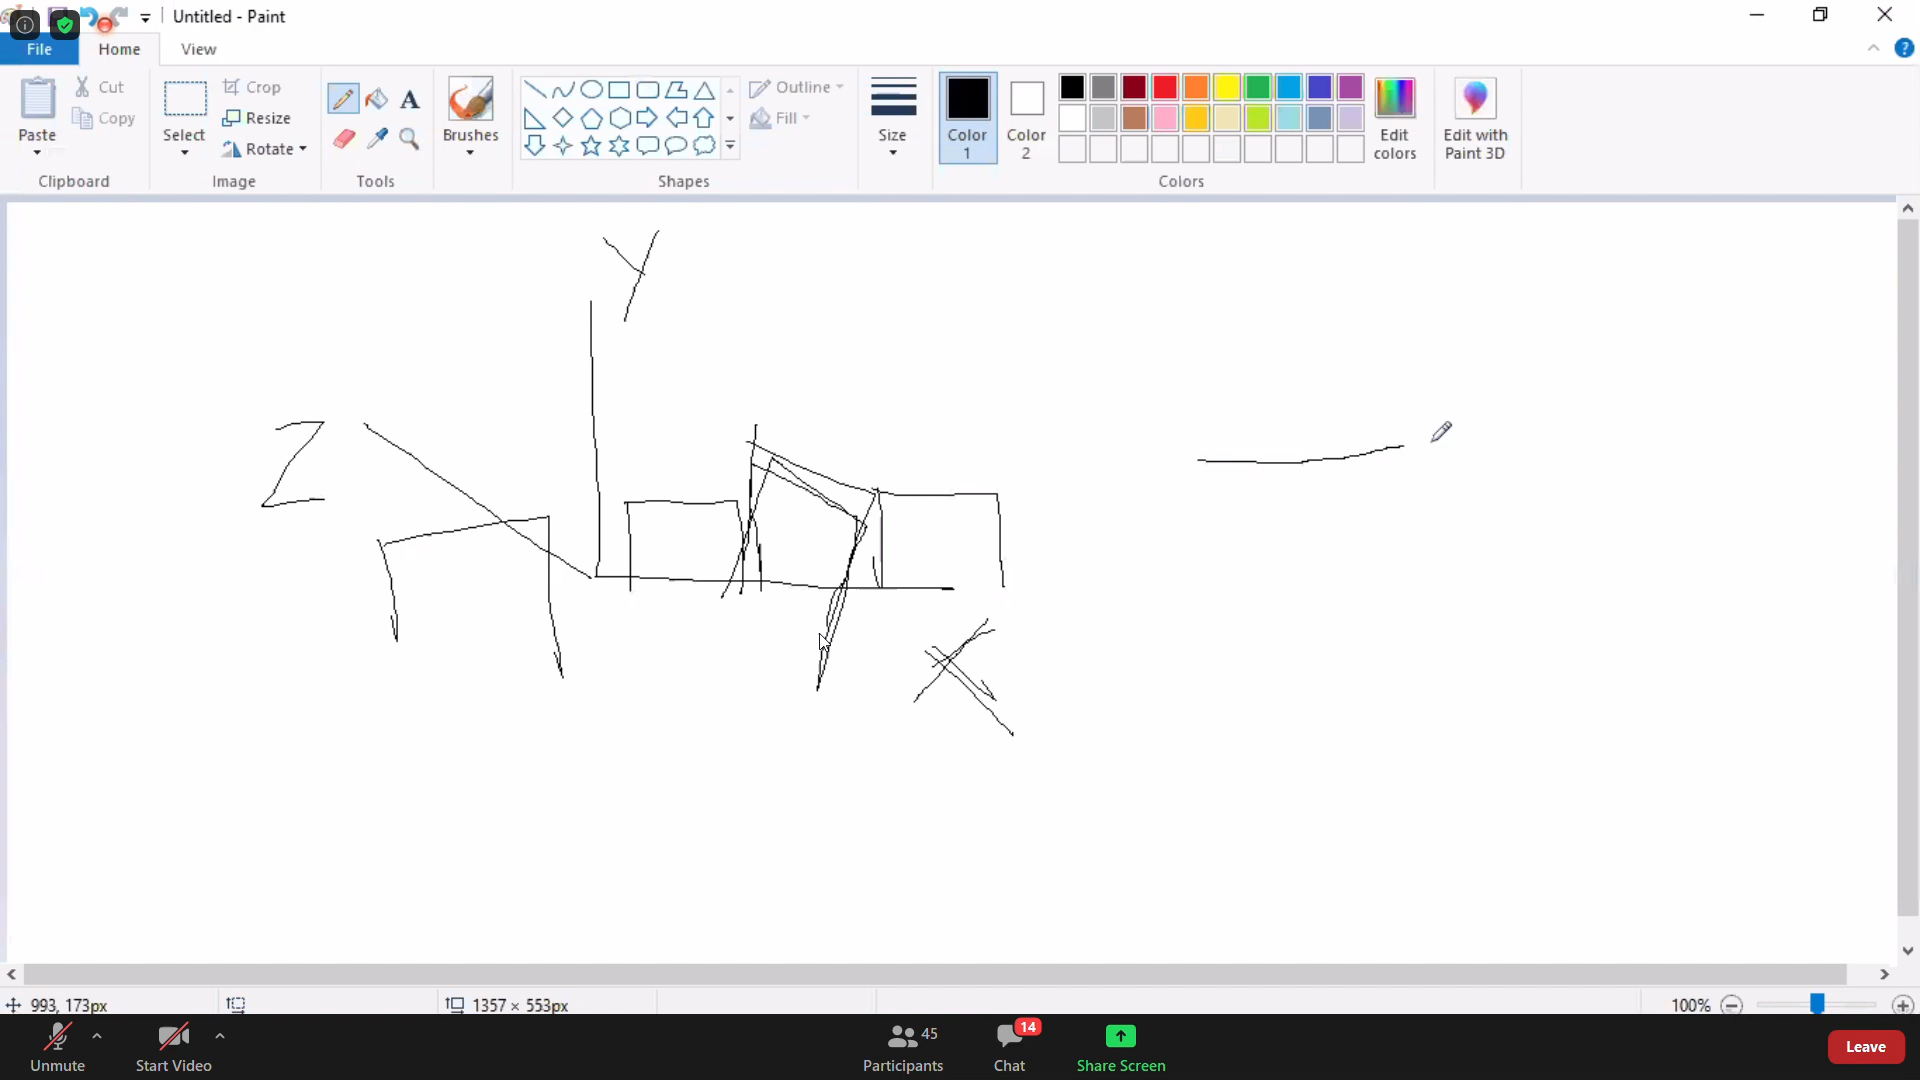 Untitled - Paint
File
Home
View
Paste
Cut
Copy
Clipboard
Select
Crop
Resize
Rotate
Image
Tools
Brushes
Shapes
Outline
Fill
Size
Color 1
Color 2
Edit colors
Colors
Edit with Paint 3D
Y
Z
X
993, 173px
1357 × 553px
100%
Unmute
Start Video
45
Participants
14
Chat
Share Screen
Leave